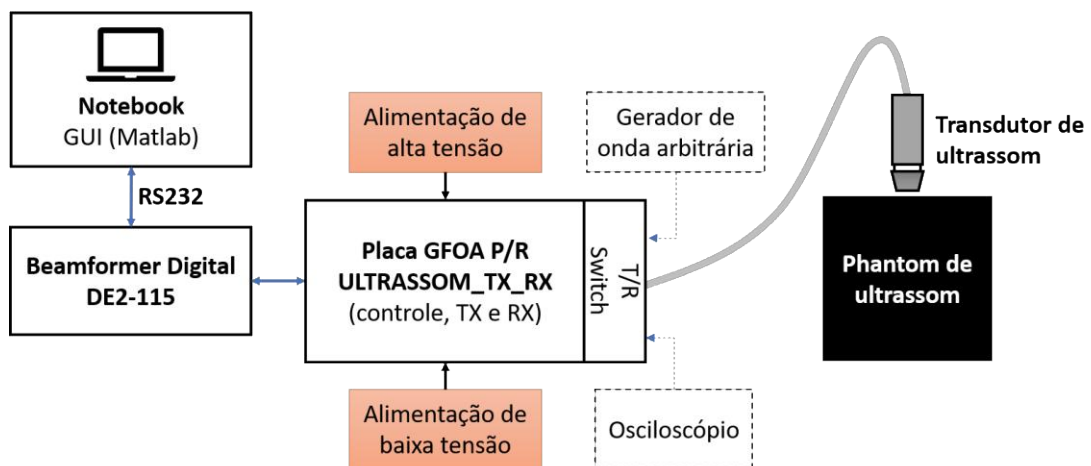 Notebook
GUI (Matlab)
RS232
Beamformer Digital
DE2-115
Alimentação de
alta tensão
Placa GFOA P/R
ULTRASSOM_TX_RX
(controle, TX e RX)
T/R
Switch
Alimentação de
baixa tensão
Gerador de
onda arbitrária
Osciloscópio
Transdutor de
ultrassom
Phantom de
ultrassom